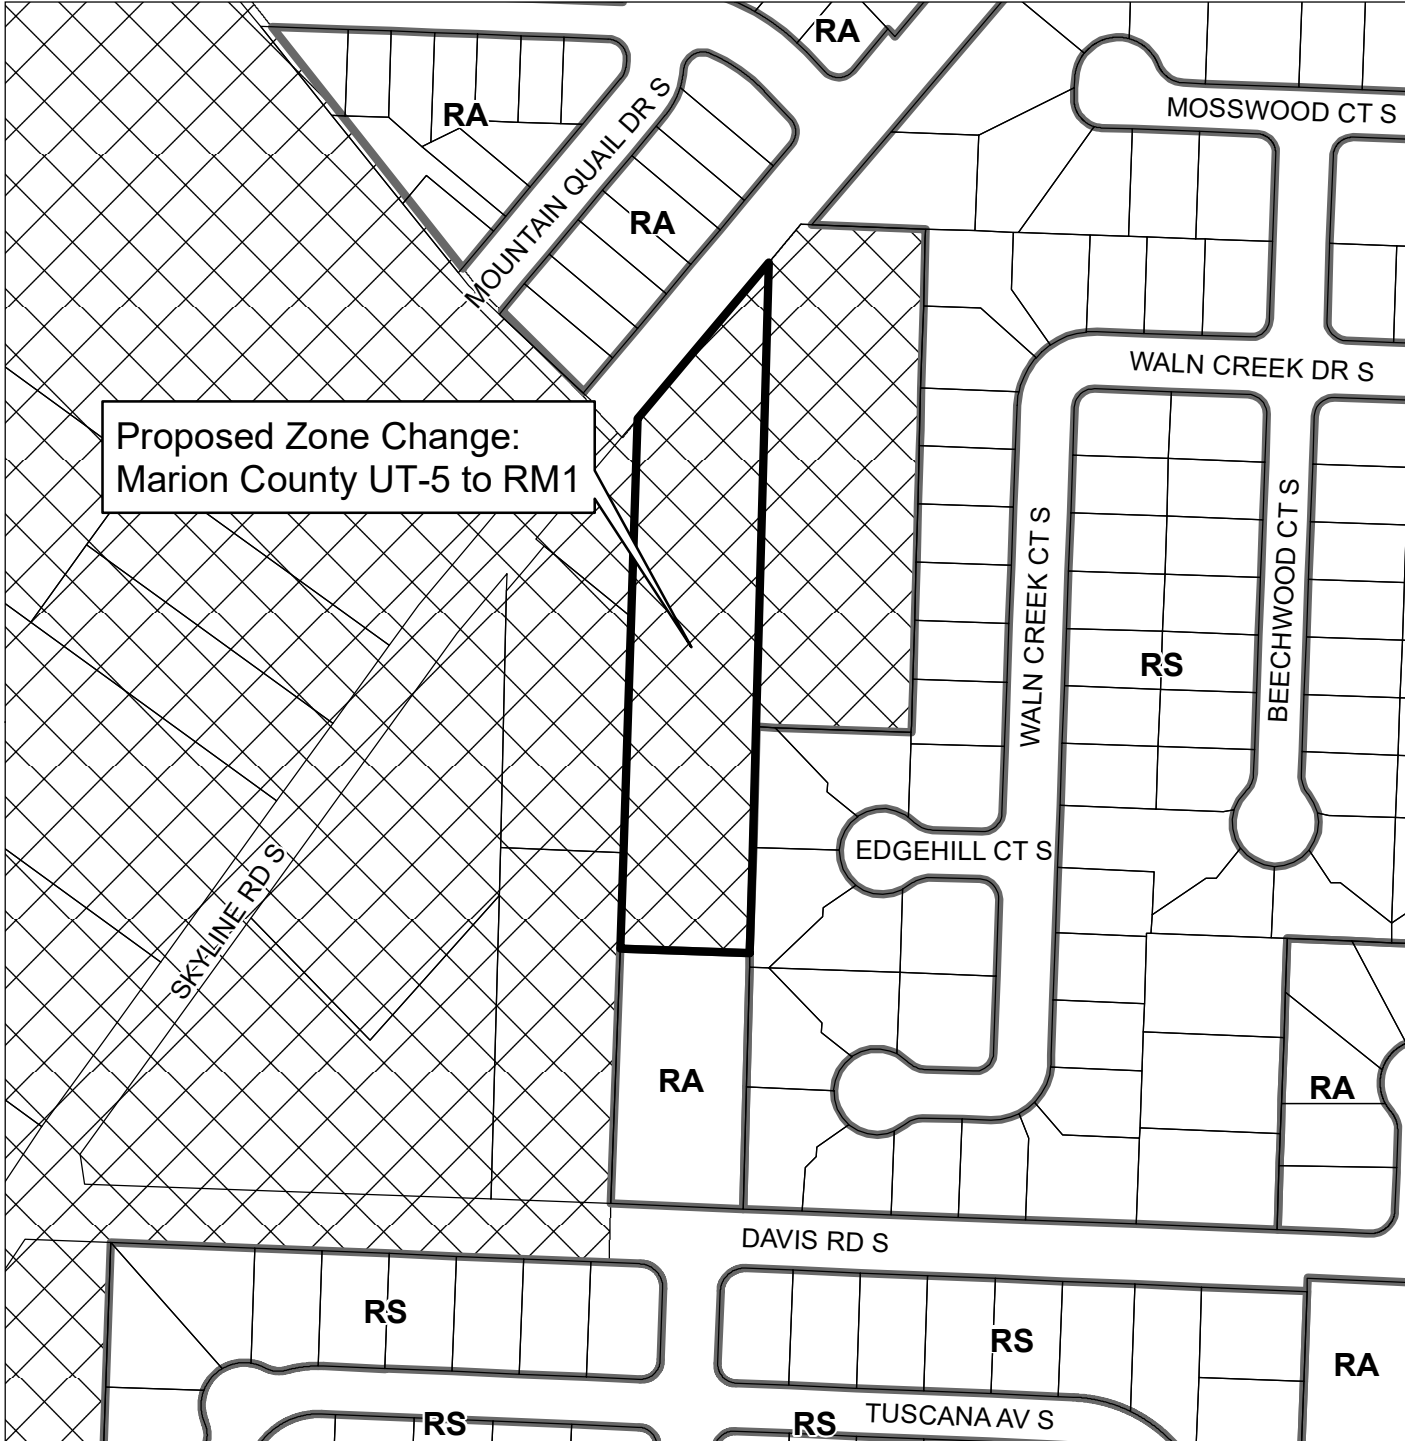 RA
RA
MOSSWOOD CT S
MOUNTAIN QUAIL DR S
RA
WALN CREEK DR S
Proposed Zone Change:
Marion County UT-5 to RM1
WALN CREEK CT S
BEECHWOOD CT S
RS
EDGEHILL CT S
SKYLINE RD S
RA
RA
DAVIS RD S
RS
RS
RA
TUSCANA AV S
RS
RS